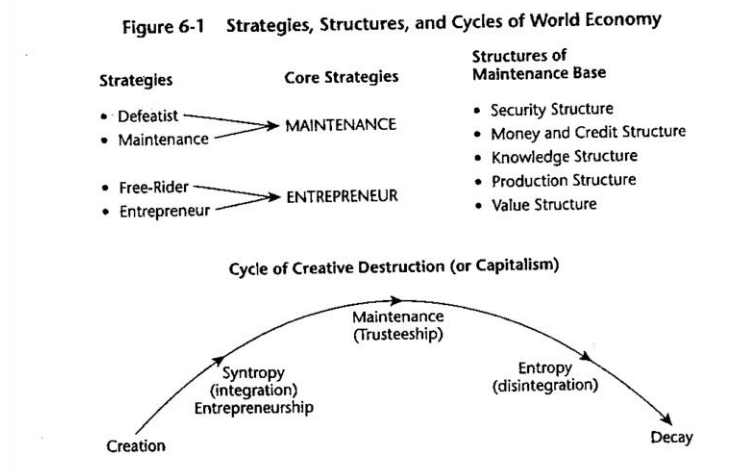 Figure 6-1 Strategies, Structures, and Cycles of World Economy
Strategies
• Defeatist
• Maintenance
• Free-Rider
• Entrepreneur
Core Strategies
MAINTENANCE
ENTREPRENEUR
Structures of
Maintenance Base
• Security Structure
• Money and Credit Structure
• Knowledge Structure
• Production Structure
• Value Structure
Cycle of Creative Destruction (or Capitalism)
Creation
Syntropy
(integration)
Entrepreneurship
Maintenance
(Trusteeship)
Entropy
(disintegration)
Decay